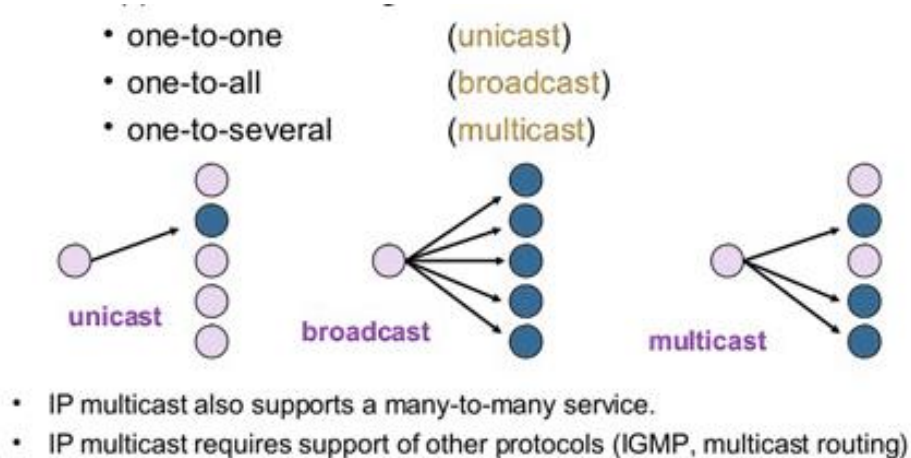 • one-to-one (unicast)
• one-to-all (broadcast)
• one-to-several (multicast)
unicast
broadcast
multicast
• IP multicast also supports a many-to-many service.
• IP multicast requires support of other protocols (IGMP, multicast routing)